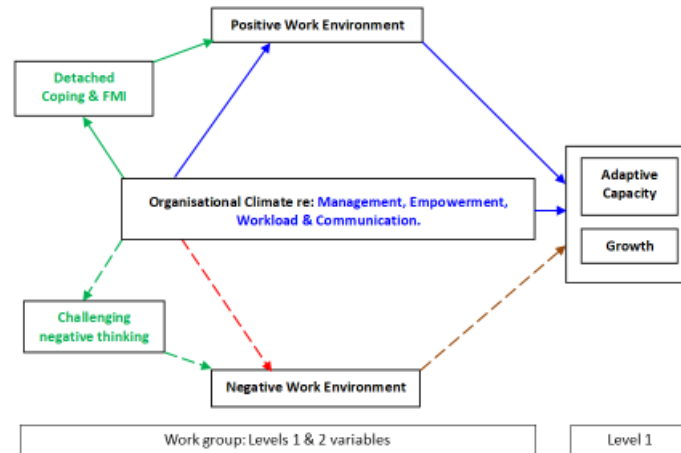 Positive Work Environment
Detached
Coping & FMI
Organisational Climate re: Management, Empowerment,
Workload & Communication.
Adaptive
Capacity
Growth
Challenging
negative thinking
Negative Work Environment
Work group: Levels 1 & 2 variables
Level 1